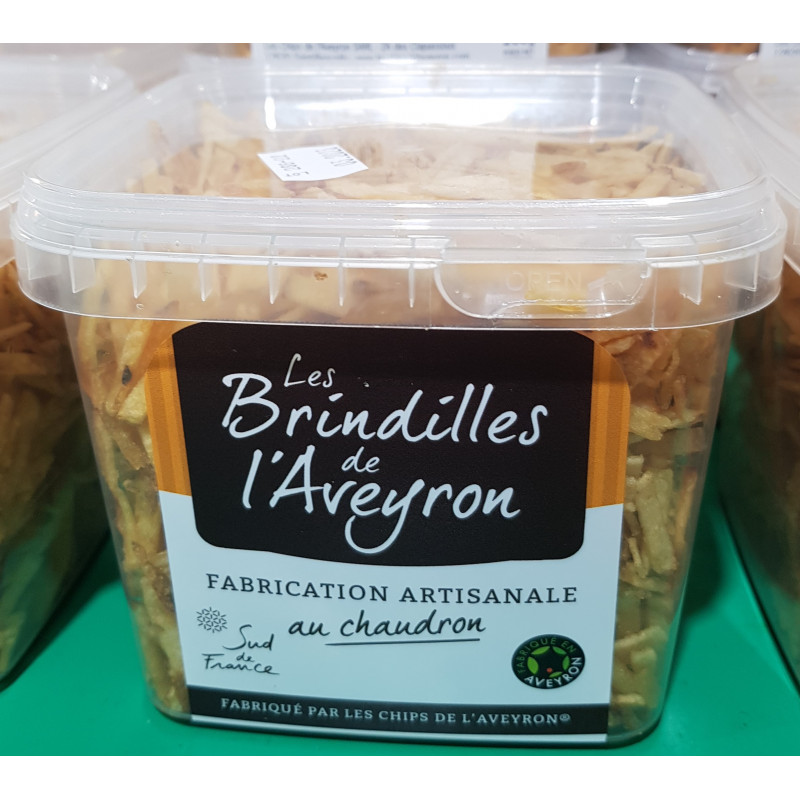 OPEN
Les
Brindilles
de
l'Aveyron
FABRICATION ARTISANALE
au chaudron
Sud
de
France
FABRIQUÉ EN
AVEYRON
FABRIQUÉ PAR LES CHIPS DE L'AVEYRON®